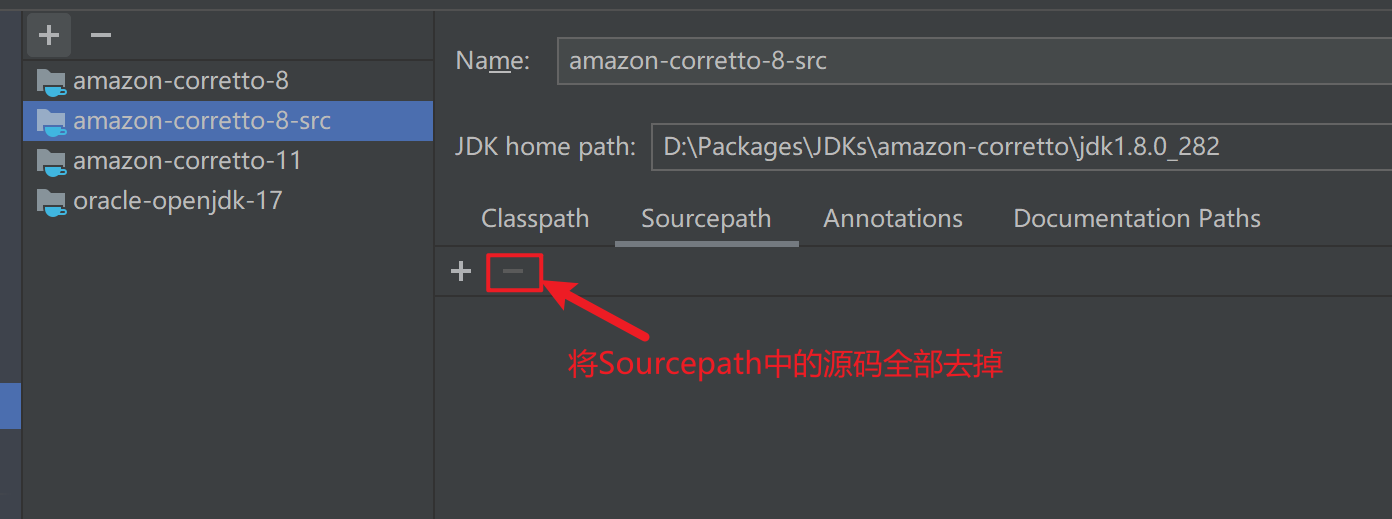 amazon-corretto-8
amazon-corretto-8-src
amazon-corretto-11
oracle-openjdk-17
Name: amazon-corretto-8-src
JDK home path: D:\Packages\JDKs\amazon-corretto\jdk1.8.0_282
Classpath Sourcepath Annotations Documentation Paths
将Sourcepath中的源码全部去掉